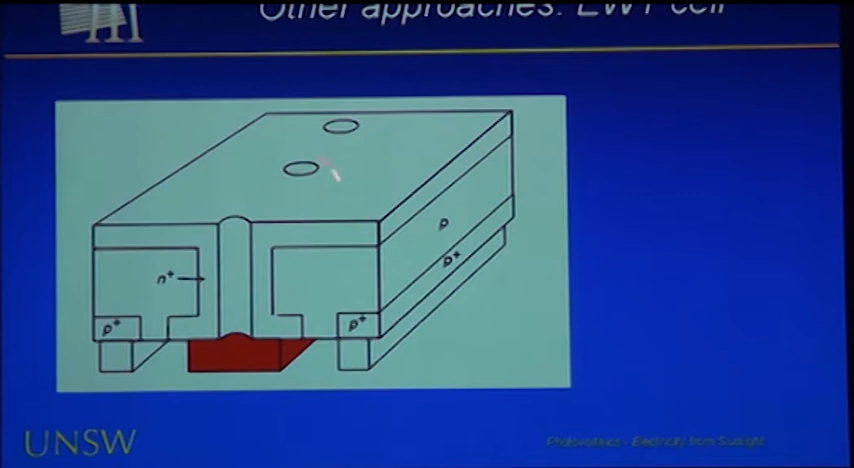 Other approaches: EWT cell
p
n⁺
p⁺
p⁺
p⁺
UNSW
Photovoltaics - Electricity from Sunlight